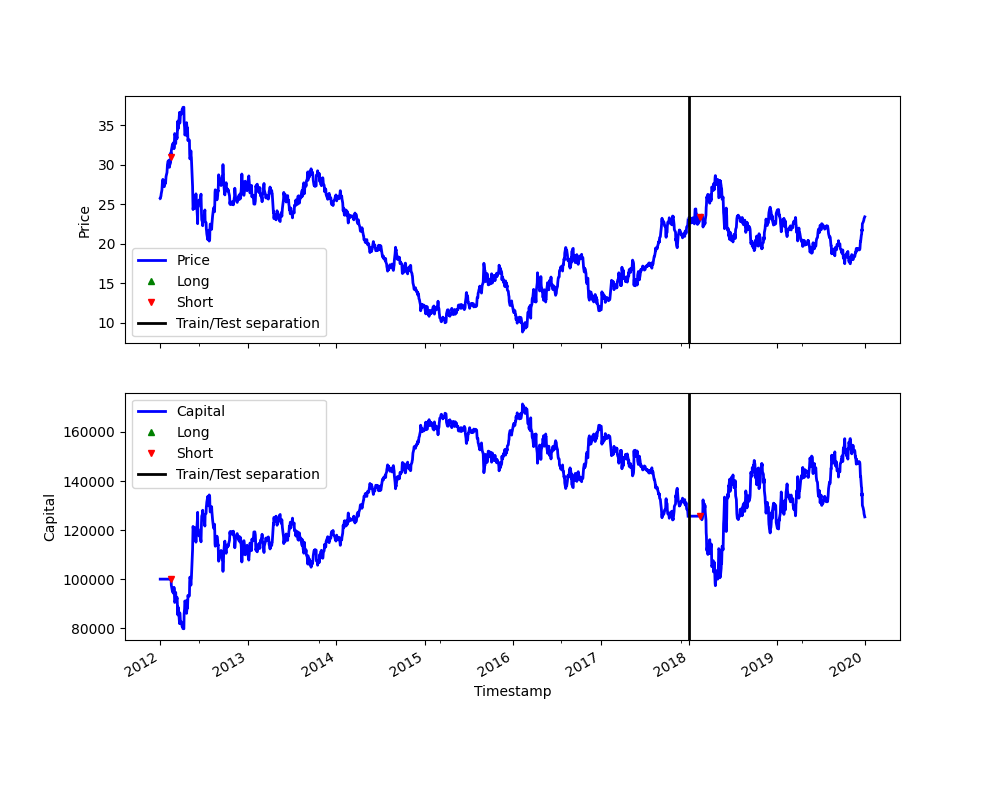 35
30
25
20
15
10
Price
Price
Long
Short
Train/Test separation
160000
140000
120000
100000
80000
Capital
Capital
Long
Short
Train/Test separation
2012 2013 2014 2015 2016 2017 2018 2019 2020
Timestamp